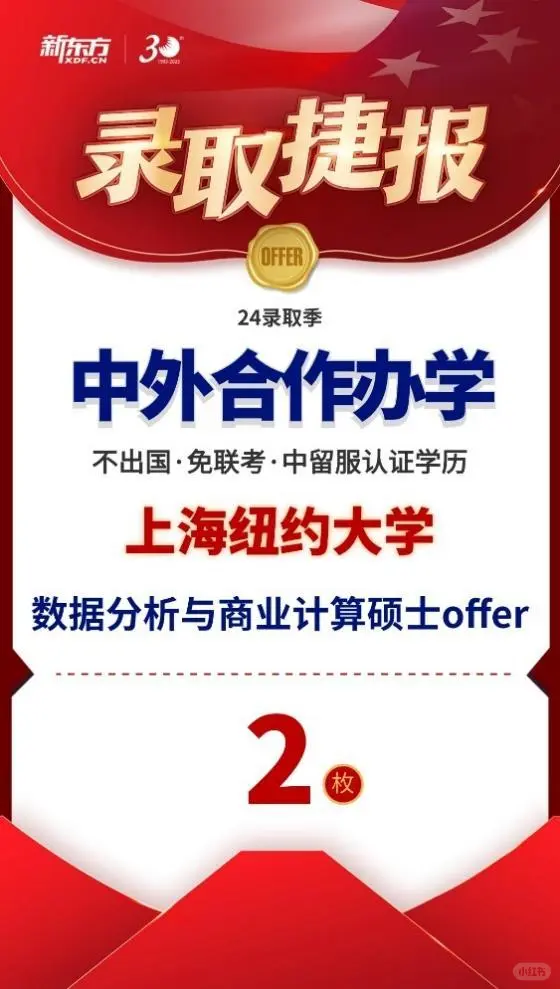 新东方
XDF.CN
30
1993-2023
录取捷报
OFFER
24录取季
中外合作办学
不出国·免联考·中留服认证学历
上海纽约大学
数据分析与商业计算硕士offer
2枚
小红书